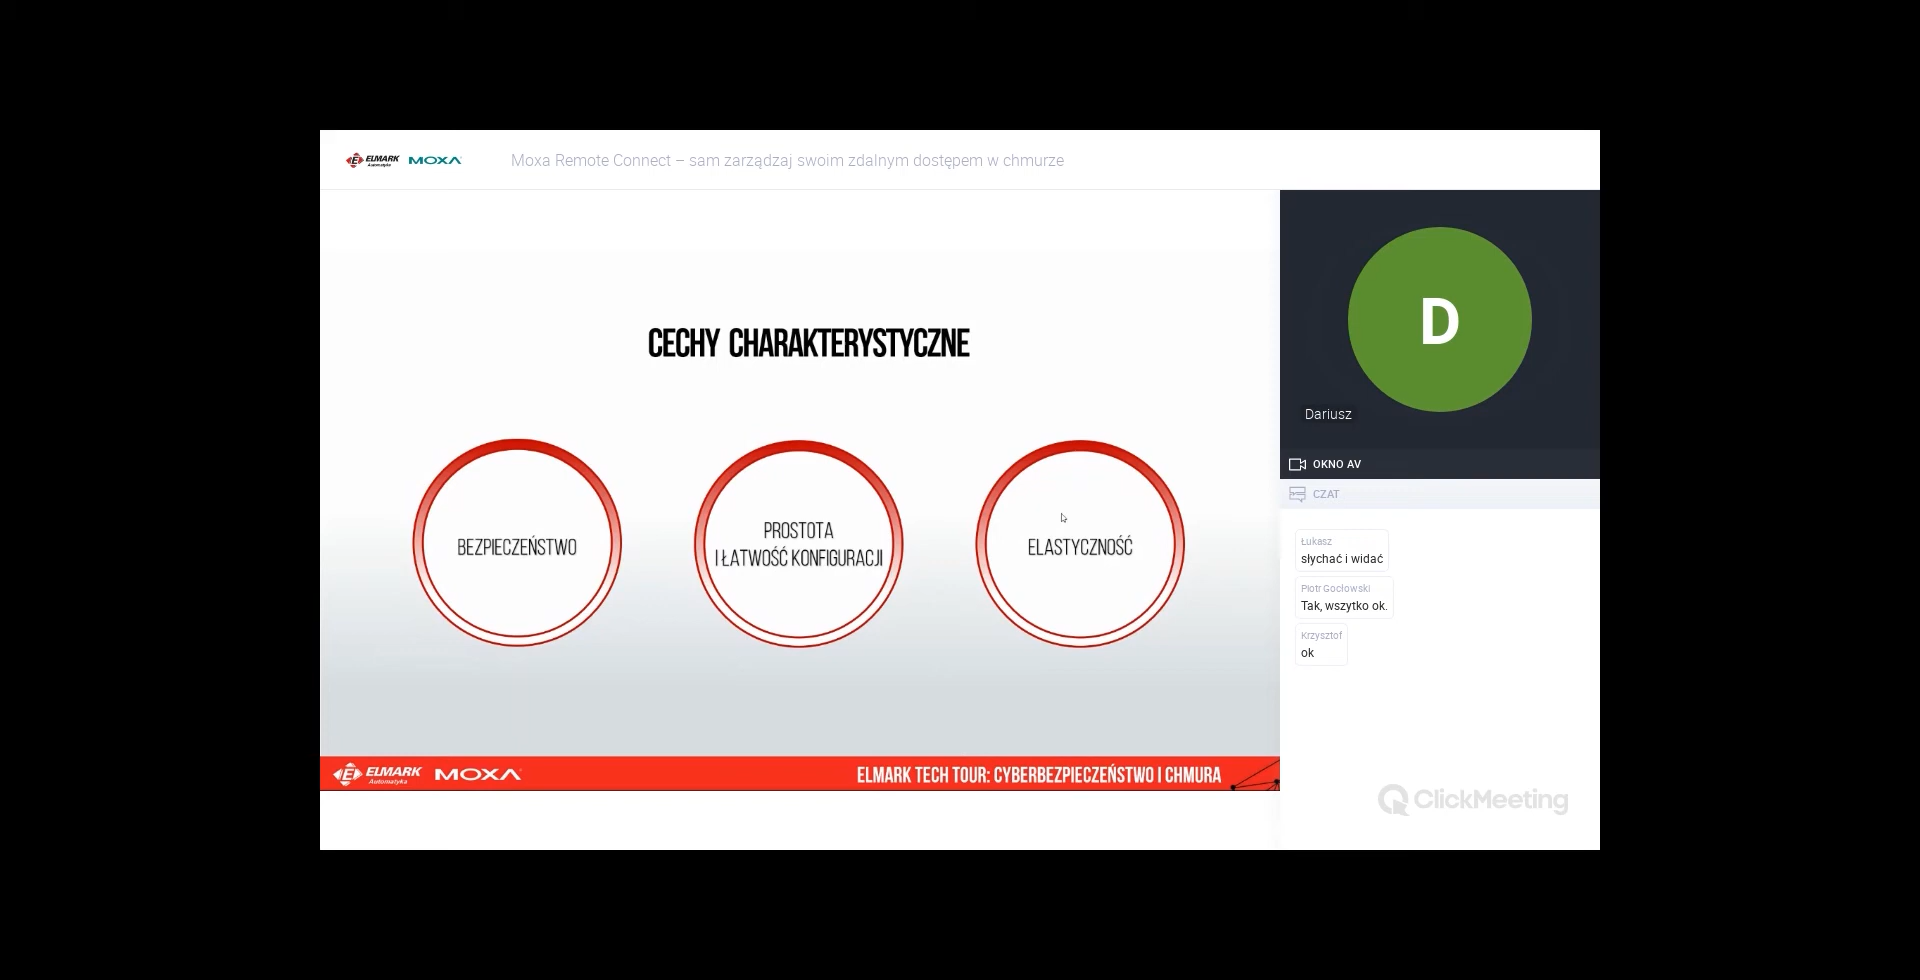 ELMARK
Automatyka
MOXA
Moxa Remote Connect – sam zarządzaj swoim zdalnym dostępem w chmurze
CECHY CHARAKTERYSTYCZNE
BEZPIECZEŃSTWO
PROSTOTA
I ŁATWOŚĆ KONFIGURACJI
ELASTYCZNOŚĆ
ELMARK
Automatyka
MOXA
ELMARK TECH TOUR: CYBERBEZPIECZEŃSTWO I CHMURA
D
Dariusz
OKNO AV
CZAT
Łukasz
słychać i widać
Piotr Gocłowski
Tak, wszytko ok.
Krzysztof
ok
ClickMeeting